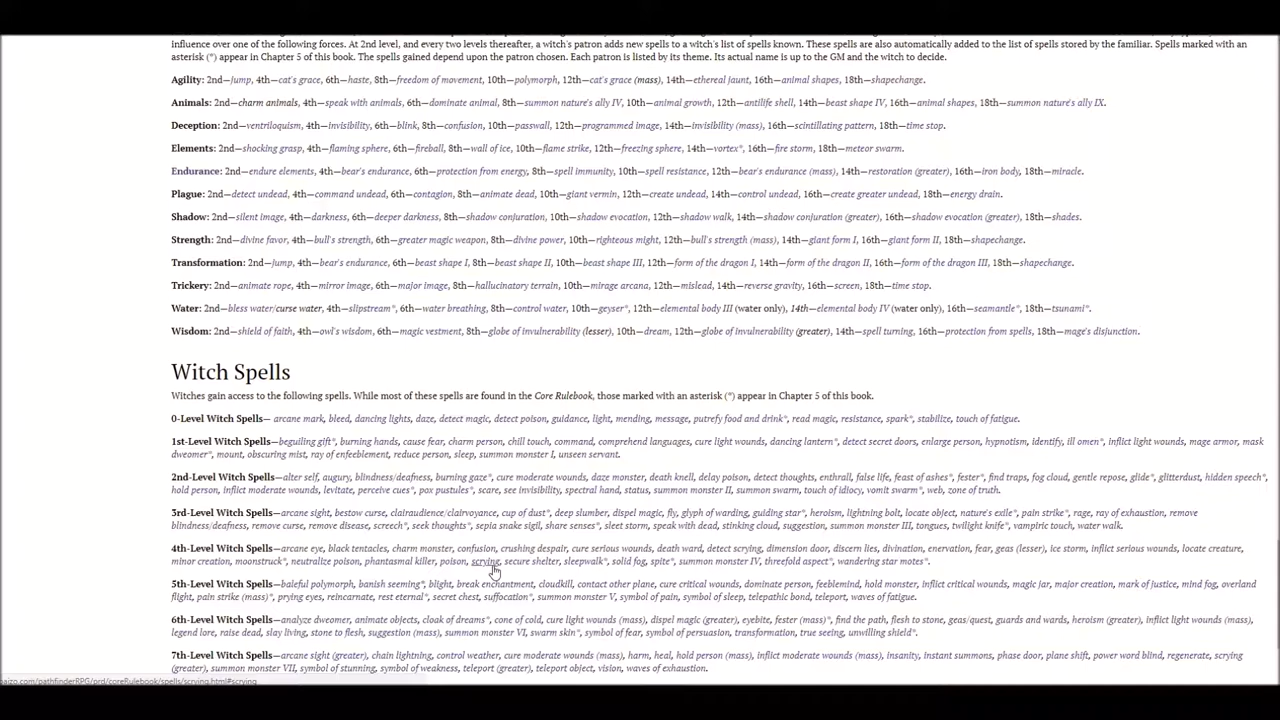 influence over one of the following forces. At 2nd level, and every two levels thereafter, a witch's patron adds new spells to a witch's list of spells known. These spells are also automatically added to the list of spells stored by the familiar. Spells marked with an
asterisk (*) appear in Chapter 5 of this book. The spells gained depend upon the patron chosen. Each patron is listed by its theme. Its actual name is up to the GM and the witch to decide.
Agility: 2nd—jump, 4th—cat's grace, 6th—haste, 8th—freedom of movement, 10th—polymorph, 12th—cat's grace (mass), 14th—ethereal jaunt, 16th—animal shapes, 18th—shapechange.
Animals: 2nd—charm animals, 4th—speak with animals, 6th—dominate animal, 8th—summon nature's ally IV, 10th—animal growth, 12th—antilife shell, 14th—beast shape IV, 16th—animal shapes, 18th—summon nature's ally IX.
Deception: 2nd—ventriloquism, 4th—invisibility, 6th—blink, 8th—confusion, 10th—passwall, 12th—programmed image, 14th—invisibility (mass), 16th—scintillating pattern, 18th—time stop.
Elements: 2nd—shocking grasp, 4th—flaming sphere, 6th—fireball, 8th—wall of ice, 10th—flame strike, 12th—freezing sphere, 14th—vortex*, 16th—fire storm, 18th—meteor swarm.
Endurance: 2nd—endure elements, 4th—bear's endurance, 6th—protection from energy, 8th—spell immunity, 10th—spell resistance, 12th—bear's endurance (mass), 14th—restoration (greater), 16th—iron body, 18th—miracle.
Plague: 2nd—detect undead, 4th—command undead, 6th—contagion, 8th—animate dead, 10th—giant vermin, 12th—create undead, 14th—control undead, 16th—create greater undead, 18th—energy drain.
Shadow: 2nd—silent image, 4th—darkness, 6th—deeper darkness, 8th—shadow conjuration, 10th—shadow evocation, 12th—shadow walk, 14th—shadow conjuration (greater), 16th—shadow evocation (greater), 18th—shades.
Strength: 2nd—divine favor, 4th—bull's strength, 6th—greater magic weapon, 8th—divine power, 10th—righteous might, 12th—bull's strength (mass), 14th—giant form I, 16th—giant form II, 18th—shapechange.
Transformation: 2nd—jump, 4th—bear's endurance, 6th—beast shape I, 8th—beast shape II, 10th—beast shape III, 12th—form of the dragon I, 14th—form of the dragon II, 16th—form of the dragon III, 18th—shapechange.
Trickery: 2nd—animate rope, 4th—mirror image, 6th—major image, 8th—hallucinatory terrain, 10th—mirage arcana, 12th—mislead, 14th—reverse gravity, 16th—screen, 18th—time stop.
Water: 2nd—bless water/curse water, 4th—slipstream*, 6th—water breathing, 8th—control water, 10th—geyser*, 12th—elemental body III (water only), 14th—elemental body IV (water only), 16th—seamantle*, 18th—tsunami*.
Wisdom: 2nd—shield of faith, 4th—owl's wisdom, 6th—magic vestment, 8th—globe of invulnerability (lesser), 10th—dream, 12th—globe of invulnerability (greater), 14th—spell turning, 16th—protection from spells, 18th—mage's disjunction.
Witch Spells
Witches gain access to the following spells. While most of these spells are found in the Core Rulebook, those marked with an asterisk (*) appear in Chapter 5 of this book.
0-Level Witch Spells— arcane mark, bleed, dancing lights, daze, detect magic, detect poison, guidance, light, mending, message, putrefy food and drink*, read magic, resistance, spark*, stabilize, touch of fatigue.
1st-Level Witch Spells—beguiling gift*, burning hands, cause fear, charm person, chill touch, command, comprehend languages, cure light wounds, dancing lantern*, detect secret doors, enlarge person, hypnotism, identify, ill omen*, inflict light wounds, mage armor, mask
dweomer*, mount, obscuring mist, ray of enfeeblement, reduce person, sleep, summon monster I, unseen servant.
2nd-Level Witch Spells—alter self, augury, blindness/deafness, burning gaze*, cure moderate wounds, daze monster, death knell, delay poison, detect thoughts, enthrall, false life, feast of ashes*, fester*, find traps, fog cloud, gentle repose, glide*, glitterdust, hidden speech*,
hold person, inflict moderate wounds, levitate, perceive cues*, pox pustules*, scare, see invisibility, spectral hand, status, summon monster II, summon swarm, touch of idiocy, vomit swarm*, web, zone of truth.
3rd-Level Witch Spells—arcane sight, bestow curse, clairaudience/clairvoyance, cup of dust*, deep slumber, dispel magic, fly, glyph of warding, guiding star*, heroism, lightning bolt, locate object, nature's exile*, pain strike*, rage, ray of exhaustion, remove
blindness/deafness, remove curse, remove disease, screech*, seek thoughts*, sepia snake sigil, share senses*, sleet storm, speak with dead, stinking cloud, suggestion, summon monster III, tongues, twilight knife*, vampiric touch, water walk.
4th-Level Witch Spells—arcane eye, black tentacles, charm monster, confusion, crushing despair, cure serious wounds, death ward, detect scrying, dimension door, discern lies, divination, enervation, fear, geas (lesser), ice storm, inflict serious wounds, locate creature,
minor creation, moonstruck*, neutralize poison, phantasmal killer, poison, scrying, secure shelter, sleepwalk*, solid fog, spite*, summon monster IV, threefold aspect*, wandering star motes*.
5th-Level Witch Spells—baleful polymorph, banish seeming*, blight, break enchantment, cloudkill, contact other plane, cure critical wounds, dominate person, feeblemind, hold monster, inflict critical wounds, magic jar, major creation, mark of justice, mind fog, overland
flight, pain strike (mass)*, prying eyes, reincarnate, rest eternal*, secret chest, suffocation*, summon monster V, symbol of pain, symbol of sleep, telepathic bond, teleport, waves of fatigue.
6th-Level Witch Spells—analyze dweomer, animate objects, cloak of dreams*, cone of cold, cure light wounds (mass), dispel magic (greater), eyebite, fester (mass)*, find the path, flesh to stone, geas/quest, guards and wards, heroism (greater), inflict light wounds (mass),
legend lore, raise dead, slay living, stone to flesh, suggestion (mass), summon monster VI, swarm skin*, symbol of fear, symbol of persuasion, transformation, true seeing, unwilling shield*.
7th-Level Witch Spells—arcane sight (greater), chain lightning, control weather, cure moderate wounds (mass), harm, heal, hold person (mass), inflict moderate wounds (mass), insanity, instant summons, phase door, plane shift, power word blind, regenerate, scrying
(greater), summon monster VII, symbol of stunning, symbol of weakness, teleport (greater), teleport object, vision, waves of exhaustion.
paizo.com/pathfinderRPG/prd/coreRulebook/spells/scrying.html#scrying